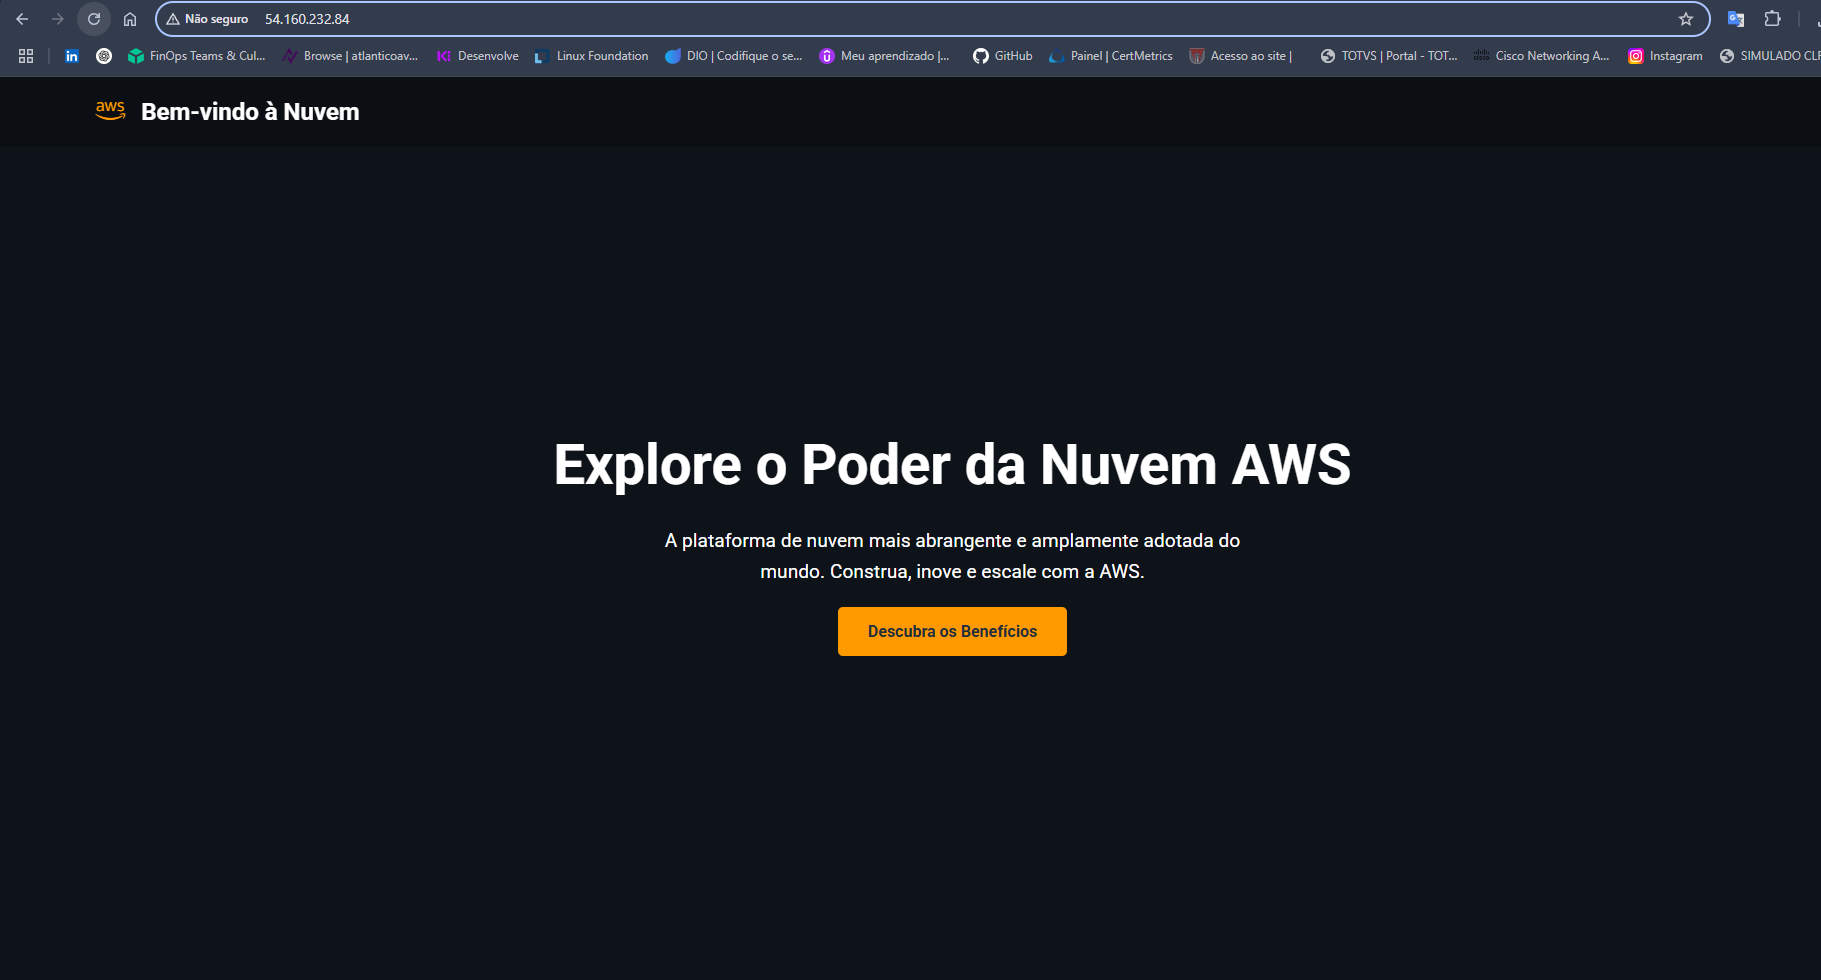 Não seguro 54.160.232.84
FinOps Teams & Cul... Browse | atlanticoav... Desenvolve Linux Foundation DIO | Codifique o se... Meu aprendizado |... GitHub Painel | CertMetrics Acesso ao site | TOTVS | Portal - TOT... Cisco Networking A... Instagram SIMULADO CLF
aws Bem-vindo à Nuvem
Explore o Poder da Nuvem AWS
A plataforma de nuvem mais abrangente e amplamente adotada do
mundo. Construa, inove e escale com a AWS.
Descubra os Benefícios